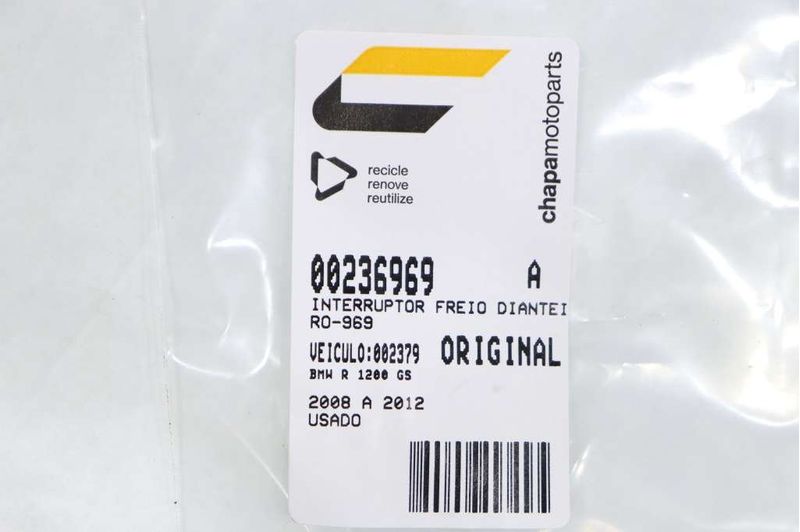 chapamotoparts
recicle
renove
reutilize
00236969 A
INTERRUPTOR FREIO DIANTEI
RO-969
VEICULO:002379 ORIGINAL
BMW R 1200 GS
2008 A 2012
USADO